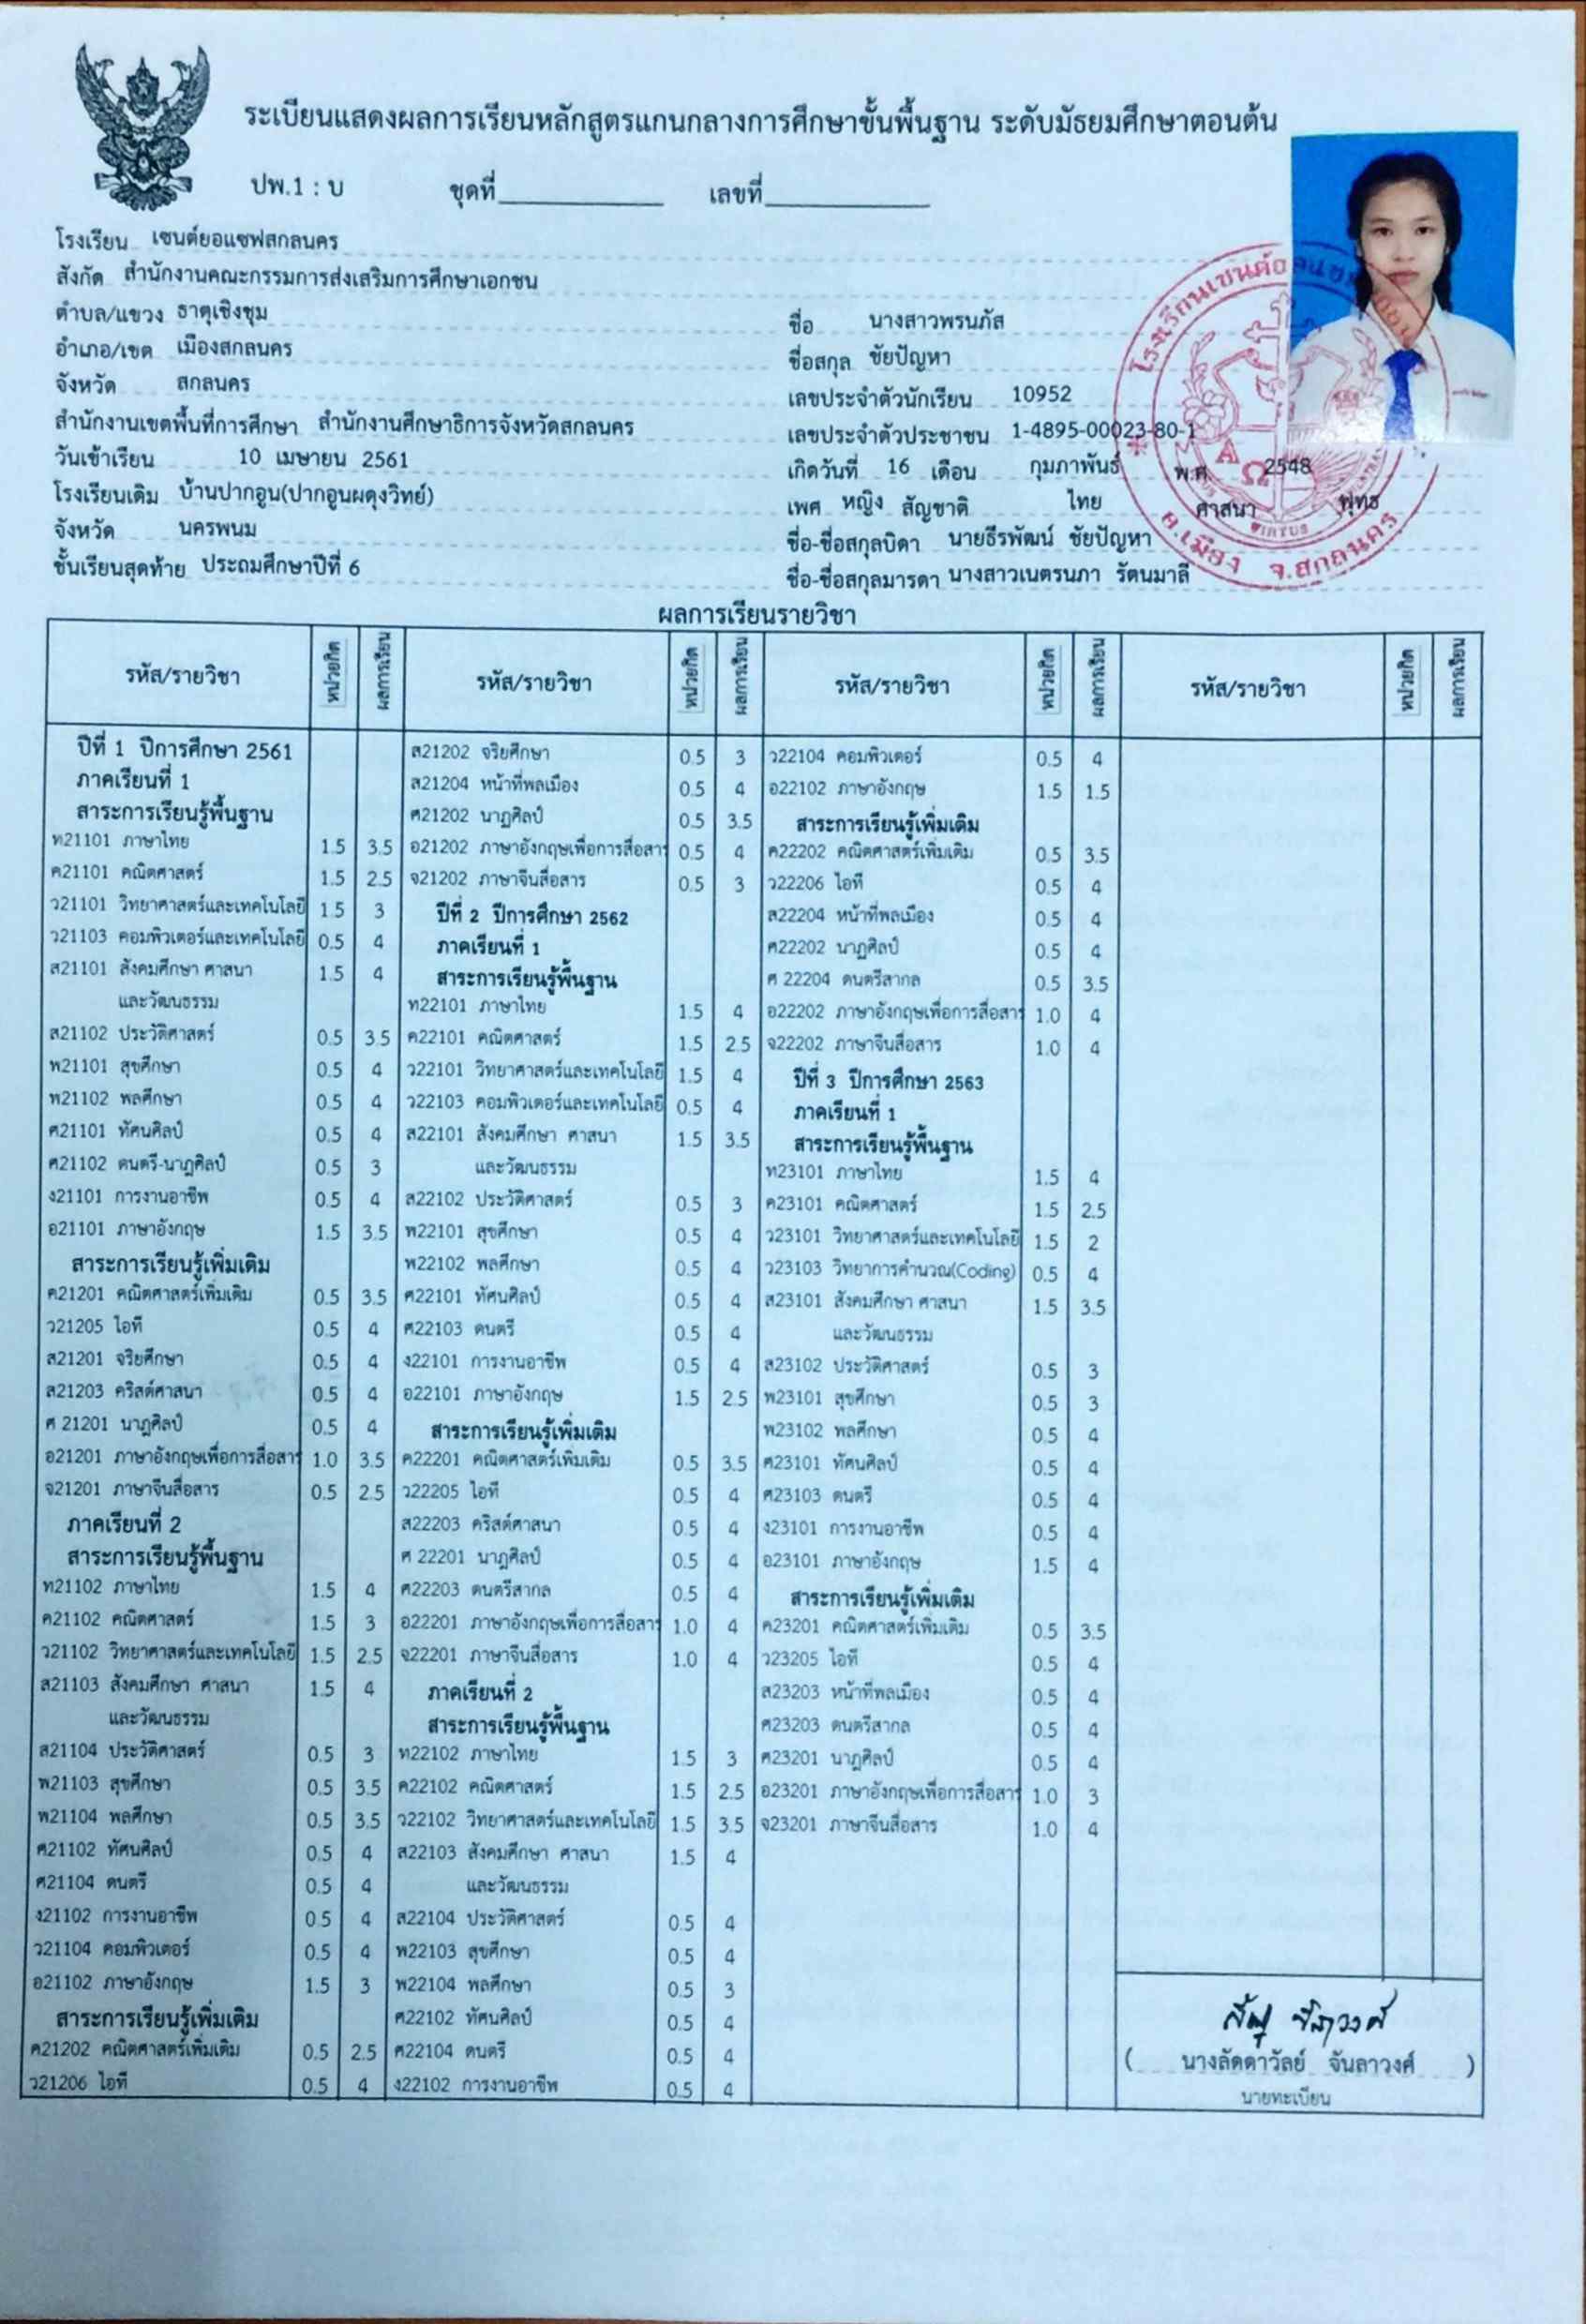 ระเบียนแสดงผลการเรียนหลักสูตรแกนกลางการศึกษาขั้นพื้นฐาน ระดับมัธยมศึกษาตอนต้น
ปพ.1 : บ ชุดที่ เลขที่
โรงเรียน เซนต์ยอแซฟสกลนคร
สังกัด สำนักงานคณะกรรมการส่งเสริมการศึกษาเอกชน
ตำบล/แขวง ธาตุเชิงชุม
อำเภอ/เขต เมืองสกลนคร
จังหวัด สกลนคร
สำนักงานเขตพื้นที่การศึกษา สำนักงานศึกษาธิการจังหวัดสกลนคร
วันเข้าเรียน 10 เมษายน 2561
โรงเรียนเดิม บ้านปากอูน(ปากอูนผดุงวิทย์)
จังหวัด นครพนม
ชั้นเรียนสุดท้าย ประถมศึกษาปีที่ 6
ชื่อ นางสาวพรนภัส
ชื่อสกุล ชัยปัญหา
เลขประจำตัวนักเรียน 10952
เลขประจำตัวประชาชน 1-4895-00023-80-1
เกิดวันที่ 16 เดือน กุมภาพันธ์ พ.ศ. 2548
เพศ หญิง สัญชาติ ไทย ศาสนา พุทธ
ชื่อ-ชื่อสกุลบิดา นายธีรพัฒน์ ชัยปัญหา
ชื่อ-ชื่อสกุลมารดา นางสาวเนตรนภา รัตนมาลี
อ.เมือง จ.สกลนคร
ผลการเรียนรายวิชา
รหัส/รายวิชา หน่วยกิต ผลการเรียน รหัส/รายวิชา หน่วยกิต ผลการเรียน รหัส/รายวิชา หน่วยกิต ผลการเรียน รหัส/รายวิชา หน่วยกิต ผลการเรียน
ปีที่ 1 ปีการศึกษา 2561
ภาคเรียนที่ 1
สาระการเรียนรู้พื้นฐาน
ท21101 ภาษาไทย 1.5 3.5
ค21101 คณิตศาสตร์ 1.5 2.5
ว21101 วิทยาศาสตร์และเทคโนโลยี 1.5 3
ว21103 คอมพิวเตอร์และเทคโนโลยี 0.5 4
ส21101 สังคมศึกษา ศาสนา 1.5 4
และวัฒนธรรม
ส21102 ประวัติศาสตร์ 0.5 3.5
พ21101 สุขศึกษา 0.5 4
พ21102 พลศึกษา 0.5 4
ศ21101 ทัศนศิลป์ 0.5 4
ศ21102 ดนตรี-นาฏศิลป์ 0.5 3
ง21101 การงานอาชีพ 0.5 4
อ21101 ภาษาอังกฤษ 1.5 3.5
สาระการเรียนรู้เพิ่มเติม
ค21201 คณิตศาสตร์เพิ่มเติม 0.5 3.5
ว21205 ไอที 0.5 4
ส21201 จริยศึกษา 0.5 4
ส21203 คริสต์ศาสนา 0.5 4
ศ 21201 นาฏศิลป์ 0.5 4
อ21201 ภาษาอังกฤษเพื่อการสื่อสาร 1.0 3.5
จ21201 ภาษาจีนสื่อสาร 0.5 2.5
ภาคเรียนที่ 2
สาระการเรียนรู้พื้นฐาน
ท21102 ภาษาไทย 1.5 4
ค21102 คณิตศาสตร์ 1.5 3
ว21102 วิทยาศาสตร์และเทคโนโลยี 1.5 2.5
ส21103 สังคมศึกษา ศาสนา 1.5 4
และวัฒนธรรม
ส21104 ประวัติศาสตร์ 0.5 3
พ21103 สุขศึกษา 0.5 3.5
พ21104 พลศึกษา 0.5 3.5
ศ21102 ทัศนศิลป์ 0.5 4
ศ21104 ดนตรี 0.5 4
ง21102 การงานอาชีพ 0.5 4
ว21104 คอมพิวเตอร์ 0.5 4
อ21102 ภาษาอังกฤษ 1.5 3
สาระการเรียนรู้เพิ่มเติม
ค21202 คณิตศาสตร์เพิ่มเติม 0.5 2.5
ว21206 ไอที 0.5 4
ส21202 จริยศึกษา 0.5 3
ส21204 หน้าที่พลเมือง 0.5 4
ศ21202 นาฏศิลป์ 0.5 3.5
อ21202 ภาษาอังกฤษเพื่อการสื่อสาร 0.5 4
จ21202 ภาษาจีนสื่อสาร 0.5 3
ปีที่ 2 ปีการศึกษา 2562
ภาคเรียนที่ 1
สาระการเรียนรู้พื้นฐาน
ท22101 ภาษาไทย 1.5 4
ค22101 คณิตศาสตร์ 1.5 2.5
ว22101 วิทยาศาสตร์และเทคโนโลยี 1.5 4
ว22103 คอมพิวเตอร์และเทคโนโลยี 0.5 4
ส22101 สังคมศึกษา ศาสนา 1.5 3.5
และวัฒนธรรม
ส22102 ประวัติศาสตร์ 0.5 3
พ22101 สุขศึกษา 0.5 4
พ22102 พลศึกษา 0.5 4
ศ22101 ทัศนศิลป์ 0.5 4
ศ22103 ดนตรี 0.5 4
ง22101 การงานอาชีพ 0.5 4
อ22101 ภาษาอังกฤษ 1.5 2.5
สาระการเรียนรู้เพิ่มเติม
ค22201 คณิตศาสตร์เพิ่มเติม 0.5 3.5
ว22205 ไอที 0.5 4
ส22203 คริสต์ศาสนา 0.5 4
ศ 22201 นาฏศิลป์ 0.5 4
ศ22203 ดนตรีสากล 0.5 4
อ22201 ภาษาอังกฤษเพื่อการสื่อสาร 1.0 4
จ22201 ภาษาจีนสื่อสาร 1.0 4
ภาคเรียนที่ 2
สาระการเรียนรู้พื้นฐาน
ท22102 ภาษาไทย 1.5 3
ค22102 คณิตศาสตร์ 1.5 2.5
ว22102 วิทยาศาสตร์และเทคโนโลยี 1.5 3.5
ส22103 สังคมศึกษา ศาสนา 1.5 4
และวัฒนธรรม
ส22104 ประวัติศาสตร์ 0.5 4
พ22103 สุขศึกษา 0.5 4
พ22104 พลศึกษา 0.5 3
ศ22102 ทัศนศิลป์ 0.5 4
ศ22104 ดนตรี 0.5 4
ง22102 การงานอาชีพ 0.5 4
ว22104 คอมพิวเตอร์ 0.5 4
อ22102 ภาษาอังกฤษ 1.5 1.5
สาระการเรียนรู้เพิ่มเติม
ค22202 คณิตศาสตร์เพิ่มเติม 0.5 3.5
ว22206 ไอที 0.5 4
ส22204 หน้าที่พลเมือง 0.5 4
ศ22202 นาฏศิลป์ 0.5 4
ศ 22204 ดนตรีสากล 0.5 3.5
อ22202 ภาษาอังกฤษเพื่อการสื่อสาร 1.0 4
จ22202 ภาษาจีนสื่อสาร 1.0 4
ปีที่ 3 ปีการศึกษา 2563
ภาคเรียนที่ 1
สาระการเรียนรู้พื้นฐาน
ท23101 ภาษาไทย 1.5 4
ค23101 คณิตศาสตร์ 1.5 2.5
ว23101 วิทยาศาสตร์และเทคโนโลยี 1.5 2
ว23103 วิทยาการคำนวณ(Coding) 0.5 4
ส23101 สังคมศึกษา ศาสนา 1.5 3.5
และวัฒนธรรม
ส23102 ประวัติศาสตร์ 0.5 3
พ23101 สุขศึกษา 0.5 3
พ23102 พลศึกษา 0.5 4
ศ23101 ทัศนศิลป์ 0.5 4
ศ23103 ดนตรี 0.5 4
ง23101 การงานอาชีพ 0.5 4
อ23101 ภาษาอังกฤษ 1.5 4
สาระการเรียนรู้เพิ่มเติม
ค23201 คณิตศาสตร์เพิ่มเติม 0.5 3.5
ว23205 ไอที 0.5 4
ส23203 หน้าที่พลเมือง 0.5 4
ศ23203 ดนตรีสากล 0.5 4
ศ23201 นาฏศิลป์ 0.5 4
อ23201 ภาษาอังกฤษเพื่อการสื่อสาร 1.0 3
จ23201 ภาษาจีนสื่อสาร 1.0 4
( นางลัดดาวัลย์ จันลาวงศ์ )
นายทะเบียน